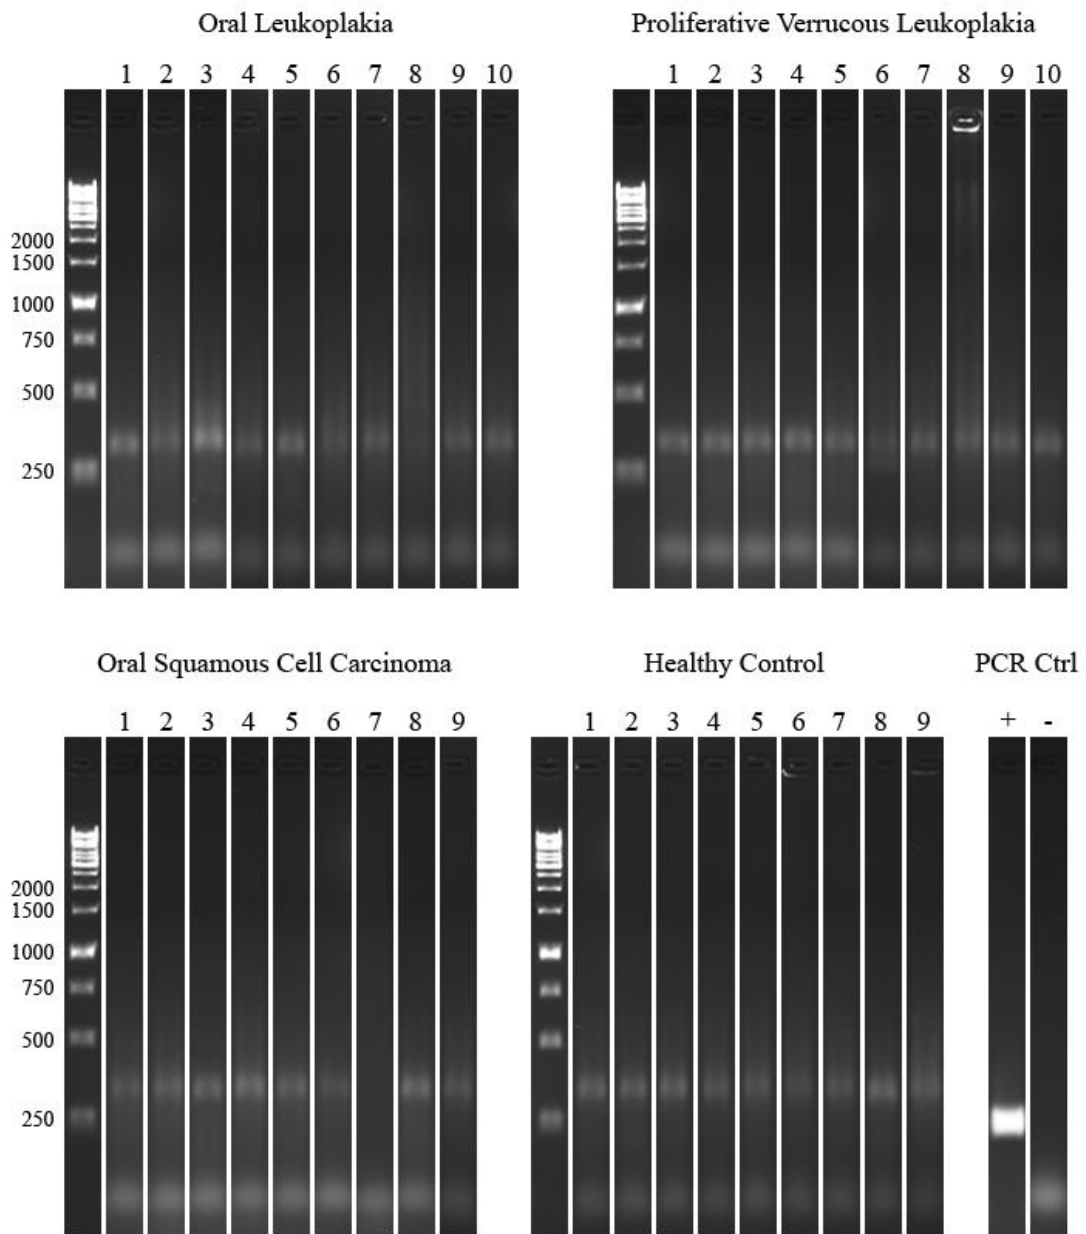 Oral Leukoplakia
Proliferative Verrucous Leukoplakia
1 2 3 4 5 6 7 8 9 10
1 2 3 4 5 6 7 8 9 10
2000
1500
1000
750
500
250
Oral Squamous Cell Carcinoma
Healthy Control
PCR Ctrl
1 2 3 4 5 6 7 8 9
1 2 3 4 5 6 7 8 9
+ -
2000
1500
1000
750
500
250